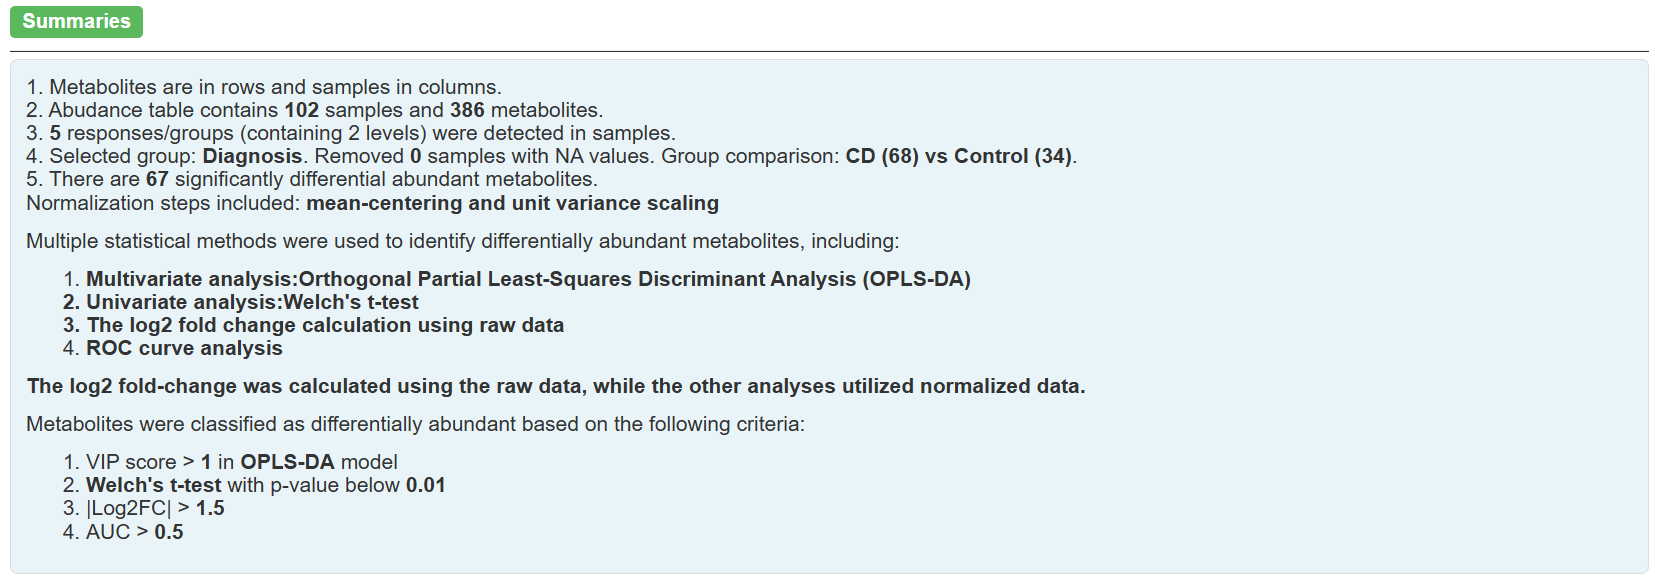 Summaries
1. Metabolites are in rows and samples in columns.
2. Abudance table contains 102 samples and 386 metabolites.
3. 5 responses/groups (containing 2 levels) were detected in samples.
4. Selected group: Diagnosis. Removed 0 samples with NA values. Group comparison: CD (68) vs Control (34).
5. There are 67 significantly differential abundant metabolites.
Normalization steps included: mean-centering and unit variance scaling
Multiple statistical methods were used to identify differentially abundant metabolites, including:
1. Multivariate analysis:Orthogonal Partial Least-Squares Discriminant Analysis (OPLS-DA)
2. Univariate analysis:Welch's t-test
3. The log2 fold change calculation using raw data
4. ROC curve analysis
The log2 fold-change was calculated using the raw data, while the other analyses utilized normalized data.
Metabolites were classified as differentially abundant based on the following criteria:
1. VIP score > 1 in OPLS-DA model
2. Welch's t-test with p-value below 0.01
3. |Log2FC| > 1.5
4. AUC > 0.5